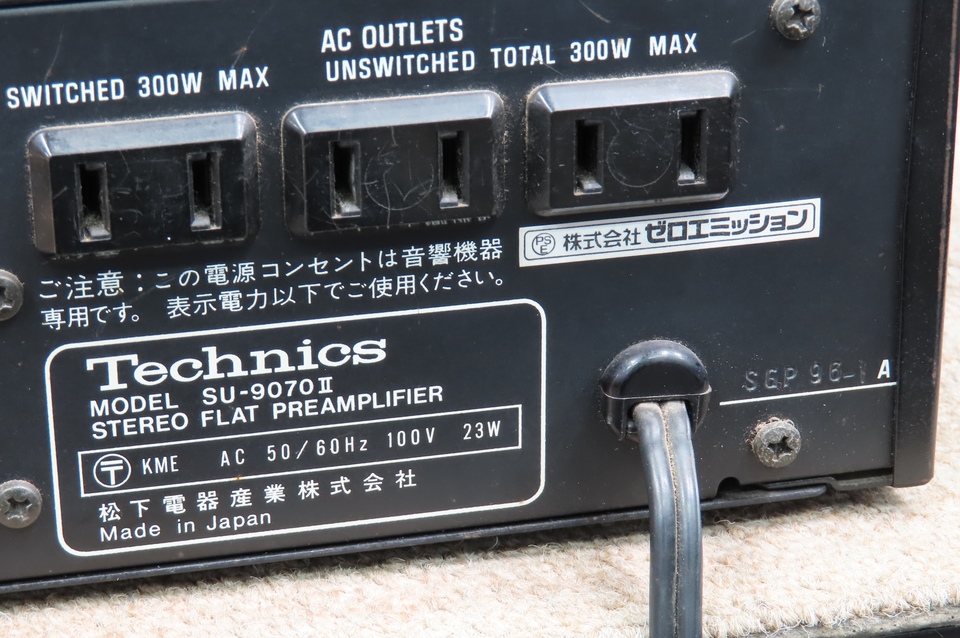 AC OUTLETS
SWITCHED 300W MAX
UNSWITCHED TOTAL 300W MAX
PSE 株式会社ゼロエミッション
ご注意：この電源コンセントは音響機器
専用です。 表示電力以下でご使用ください。
Technics
MODEL SU-9070II
STEREO FLAT PREAMPLIFIER
〒 KME AC 50/60Hz 100V 23W
松下電器産業株式会社
Made in Japan
A